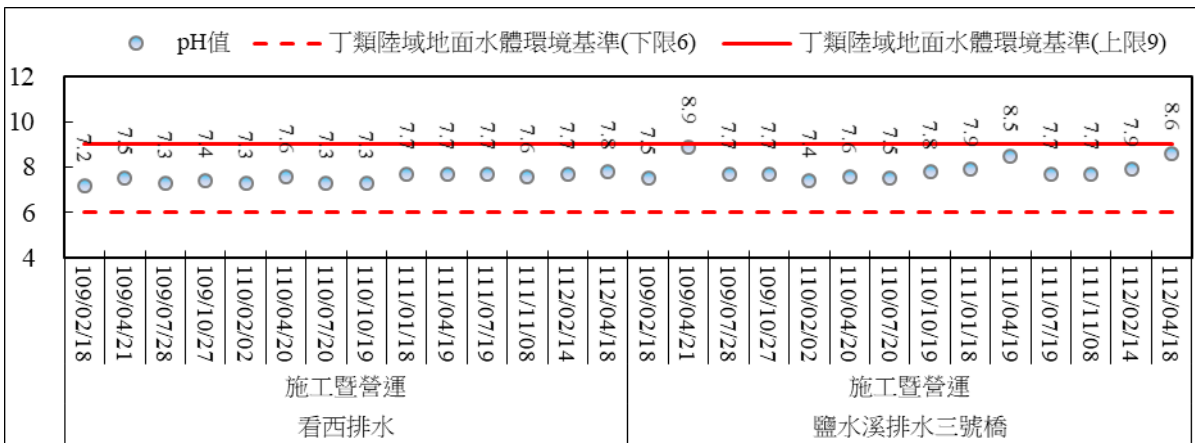 pH值 丁類陸域地面水體環境基準(下限6) 丁類陸域地面水體環境基準(上限9)
12
10
8
6
4
7.2 7.5 7.3 7.4 7.3 7.6 7.3 7.3 7.7 7.7 7.7 7.6 7.7 7.8 7.5 8.9 7.7 7.7 7.4 7.6 7.5 7.8 7.9 8.5 7.7 7.7 7.9 8.6
109/02/18 109/04/21 109/07/28 109/10/27 110/02/02 110/04/20 110/07/20 110/10/19 111/01/18 111/04/19 111/07/19 111/11/08 112/02/14 112/04/18 109/02/18 109/04/21 109/07/28 109/10/27 110/02/02 110/04/20 110/07/20 110/10/19 111/01/18 111/04/19 111/07/19 111/11/08 112/02/14 112/04/18
施工暨營運 施工暨營運
看西排水 鹽水溪排水三號橋